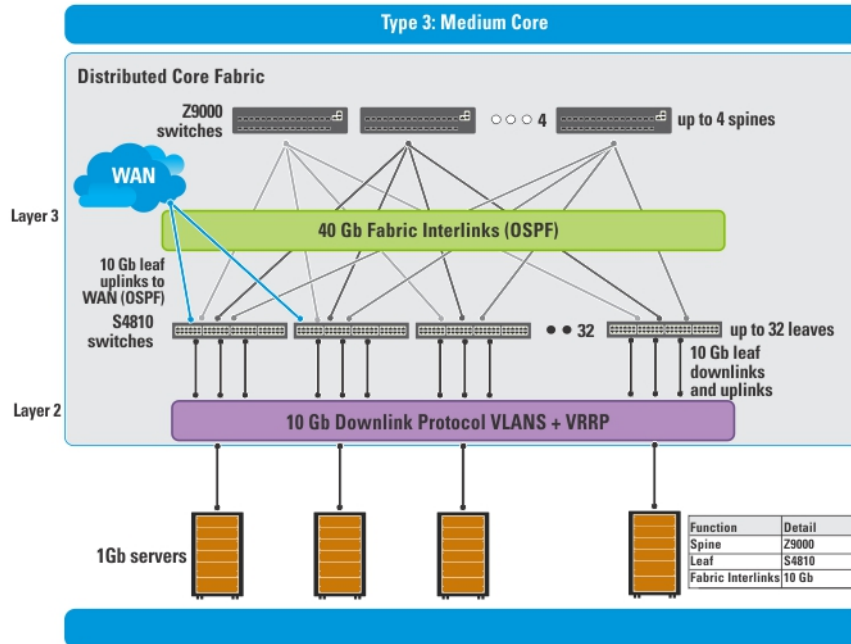 Type 3: Medium Core
Distributed Core Fabric
Z9000
switches
4
up to 4 spines
WAN
Layer 3
40 Gb Fabric Interlinks (OSPF)
10 Gb leaf
uplinks to
WAN (OSPF)
S4810
switches
32
up to 32 leaves
10 Gb leaf
downlinks
and uplinks
Layer 2
10 Gb Downlink Protocol VLANS + VRRP
1Gb servers
Function Detail
Spine Z9000
Leaf S4810
Fabric Interlinks 10 Gb